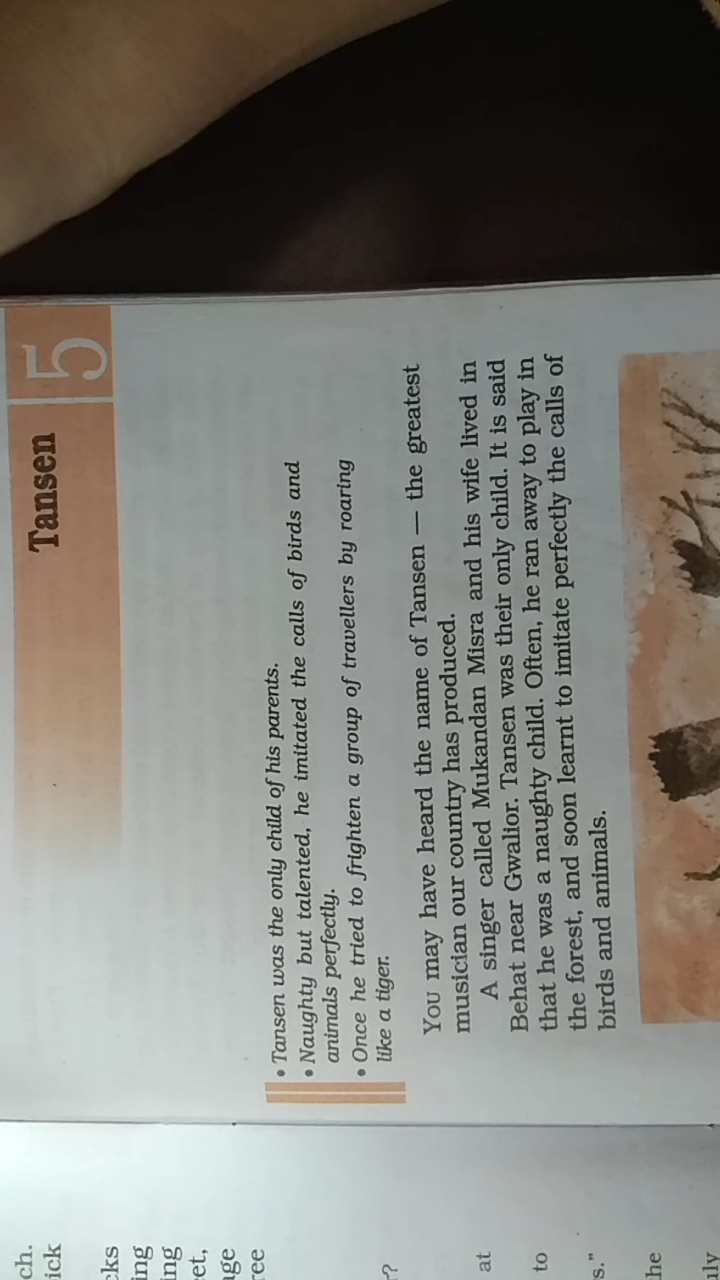 Tansen
5
• Tansen was the only child of his parents.
• Naughty but talented, he imitated the calls of birds and
animals perfectly.
• Once he tried to frighten a group of travellers by roaring
like a tiger.
YOU may have heard the name of Tansen — the greatest
musician our country has produced.
A singer called Mukandan Misra and his wife lived in
Behat near Gwalior. Tansen was their only child. It is said
that he was a naughty child. Often, he ran away to play in
the forest, and soon learnt to imitate perfectly the calls of
birds and animals.